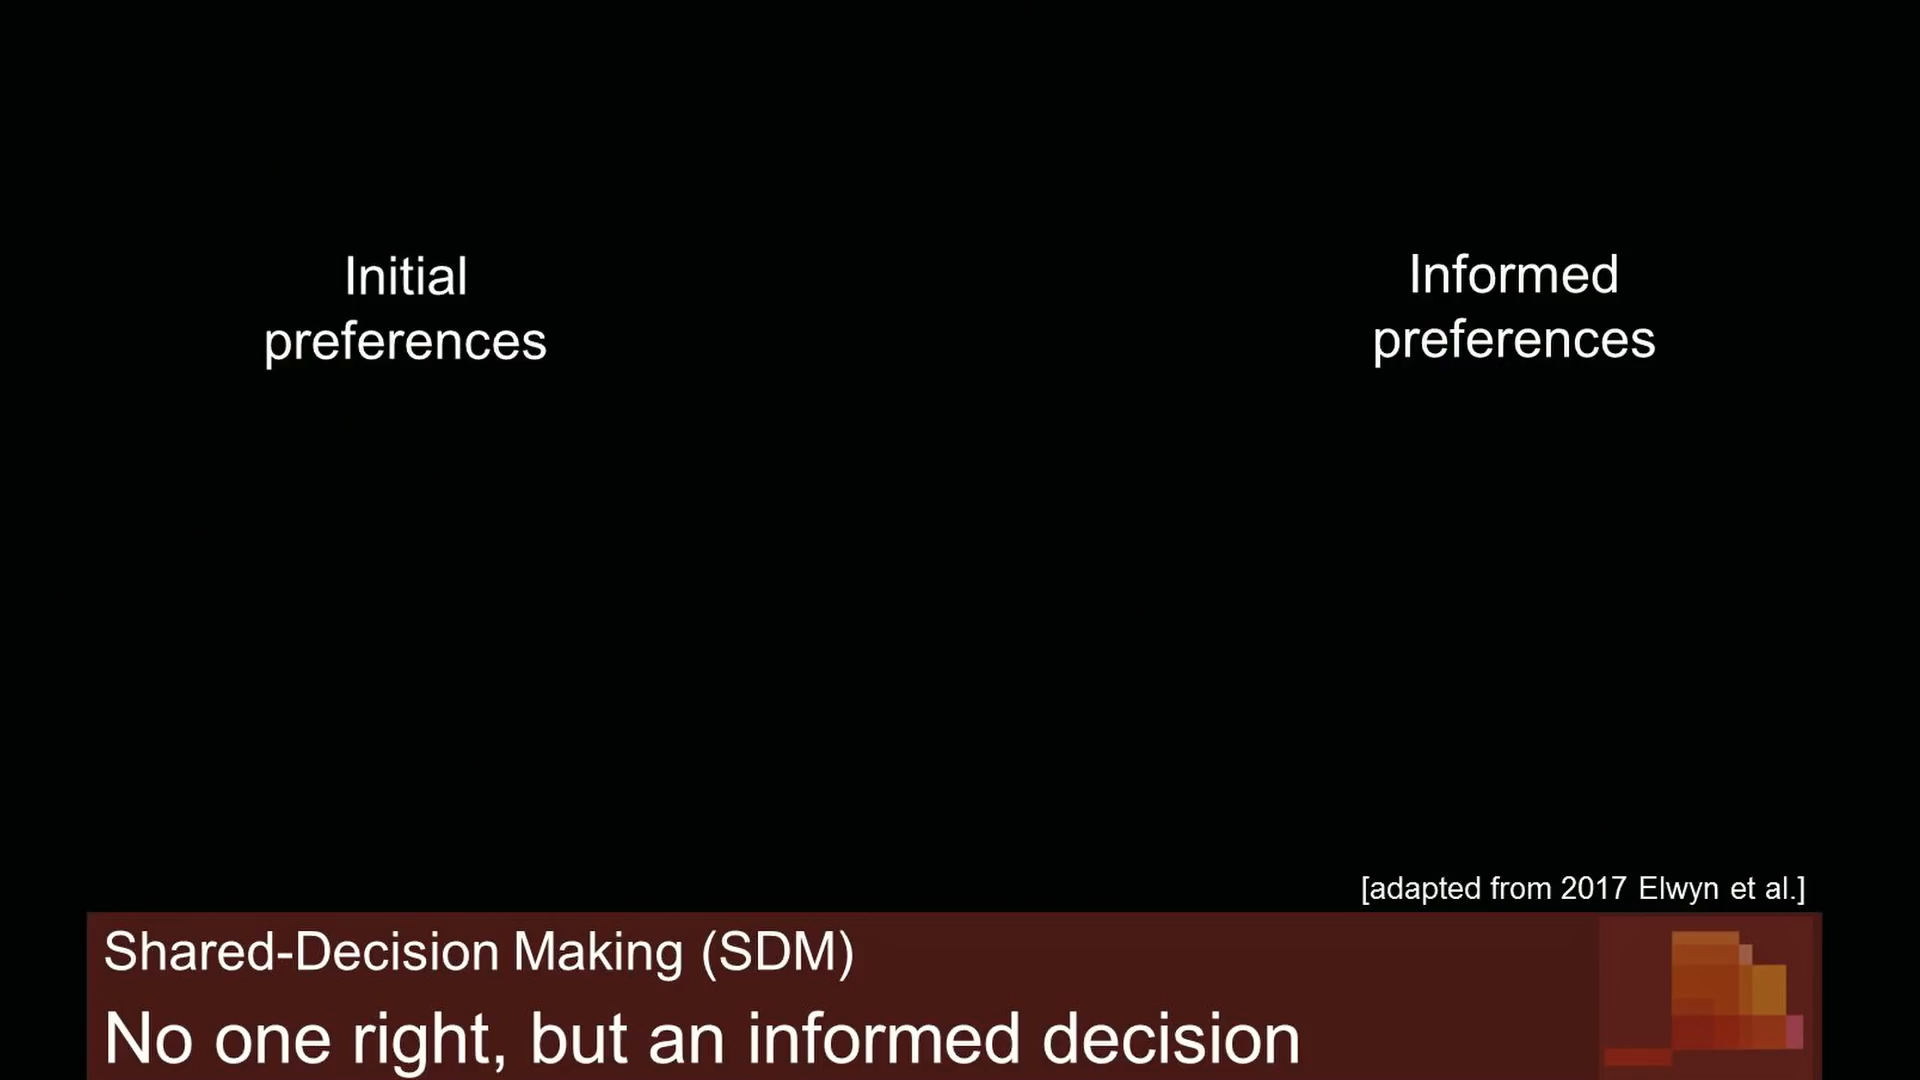 Initial
preferences
Informed
preferences
[adapted from 2017 Elwyn et al.]
Shared-Decision Making (SDM)
No one right, but an informed decision